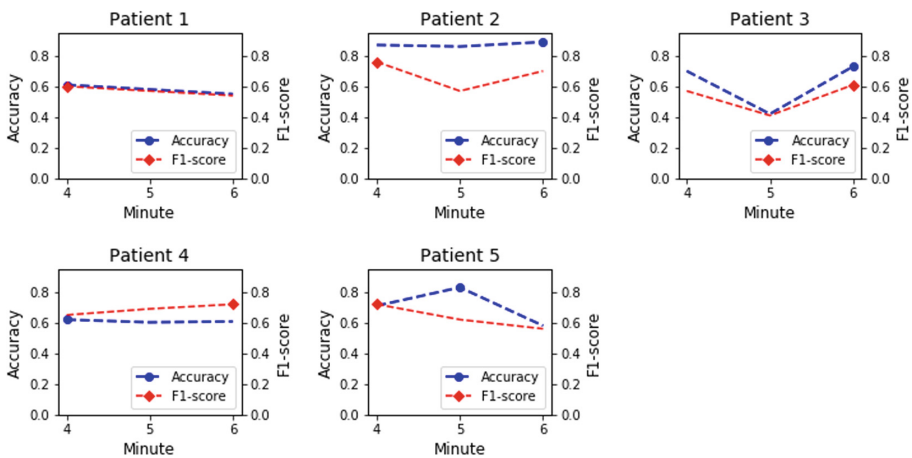 Patient 1
Accuracy
0.8
0.6
0.4
0.2
0.0
0.8
0.6
0.4
0.2
0.0
F1-score
Accuracy
F1-score
4 5 6
Minute
Patient 2
Accuracy
0.8
0.6
0.4
0.2
0.0
0.8
0.6
0.4
0.2
0.0
F1-score
Accuracy
F1-score
4 5 6
Minute
Patient 3
Accuracy
0.8
0.6
0.4
0.2
0.0
0.8
0.6
0.4
0.2
0.0
F1-score
Accuracy
F1-score
4 5 6
Minute
Patient 4
Accuracy
0.8
0.6
0.4
0.2
0.0
0.8
0.6
0.4
0.2
0.0
F1-score
Accuracy
F1-score
4 5 6
Minute
Patient 5
Accuracy
0.8
0.6
0.4
0.2
0.0
0.8
0.6
0.4
0.2
0.0
F1-score
Accuracy
F1-score
4 5 6
Minute